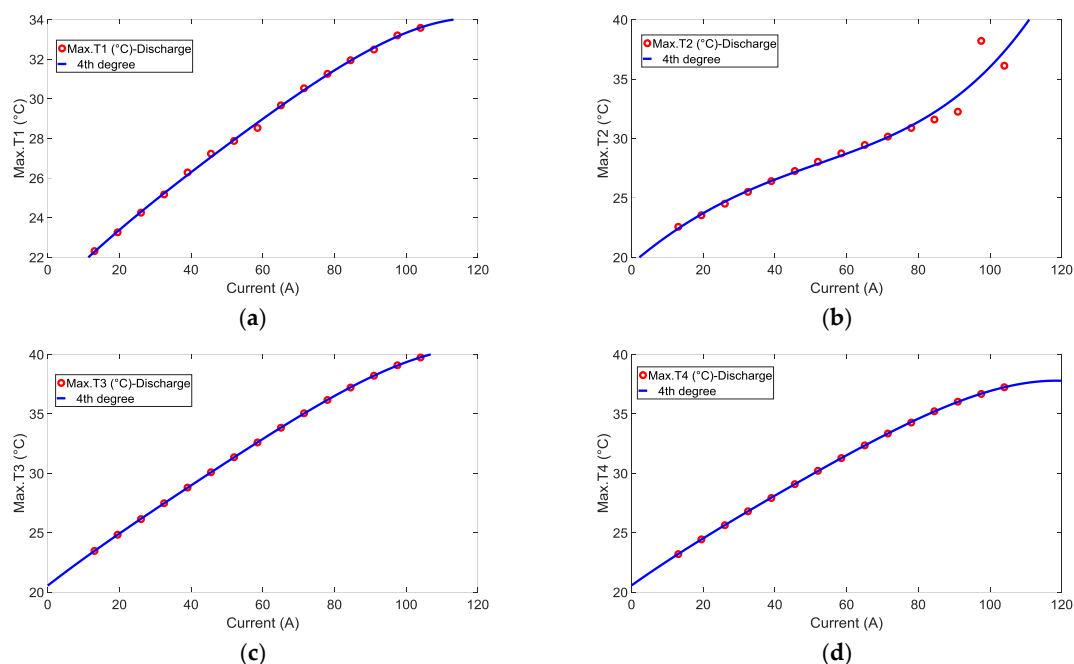 34
32
30
28
26
24
22
Max.T1 (°C)
Max.T1 (°C)-Discharge
4th degree
0 20 40 60 80 100 120
Current (A)
(a)
40
35
30
25
20
Max.T2 (°C)
Max.T2 (°C)-Discharge
4th degree
0 20 40 60 80 100 120
Current (A)
(b)
40
35
30
25
20
Max.T3 (°C)
Max.T3 (°C)-Discharge
4th degree
0 20 40 60 80 100 120
Current (A)
(c)
40
35
30
25
20
Max.T4 (°C)
Max.T4 (°C)-Discharge
4th degree
0 20 40 60 80 100 120
Current (A)
(d)